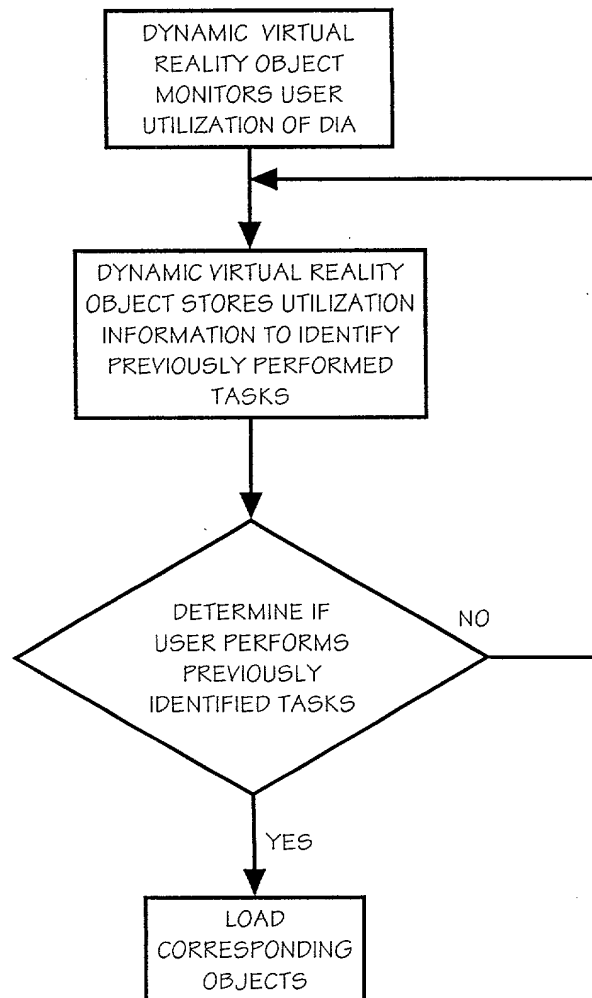 DYNAMIC VIRTUAL
REALITY OBJECT
MONITORS USER
UTILIZATION OF DIA
DYNAMIC VIRTUAL REALITY
OBJECT STORES UTILIZATION
INFORMATION TO IDENTIFY
PREVIOUSLY PERFORMED
TASKS
DETERMINE IF
USER PERFORMS
PREVIOUSLY
IDENTIFIED TASKS
NO
YES
LOAD
CORRESPONDING
OBJECTS